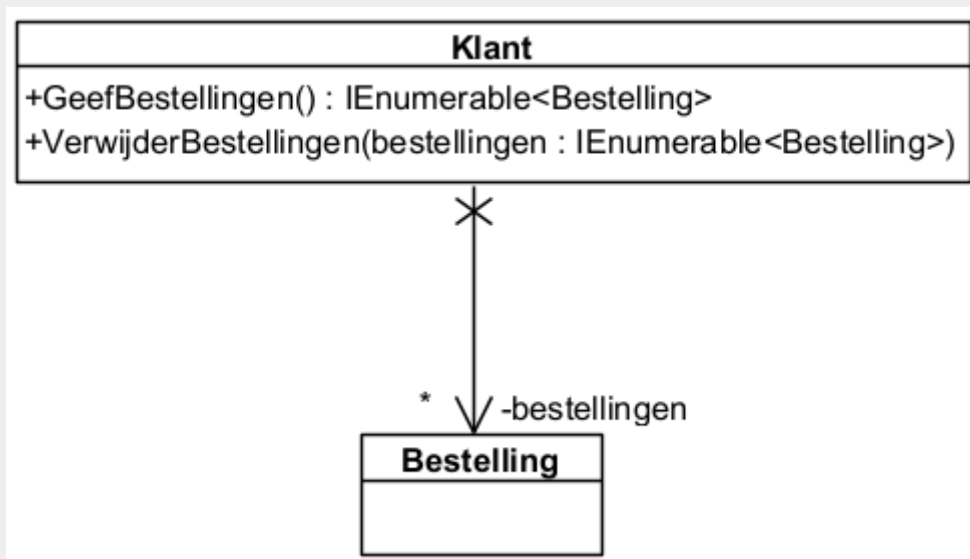 Klant
+GeefBestellingen() : IEnumerable<Bestelling>
+VerwijderBestellingen(bestellingen : IEnumerable<Bestelling>)
* -bestellingen
Bestelling